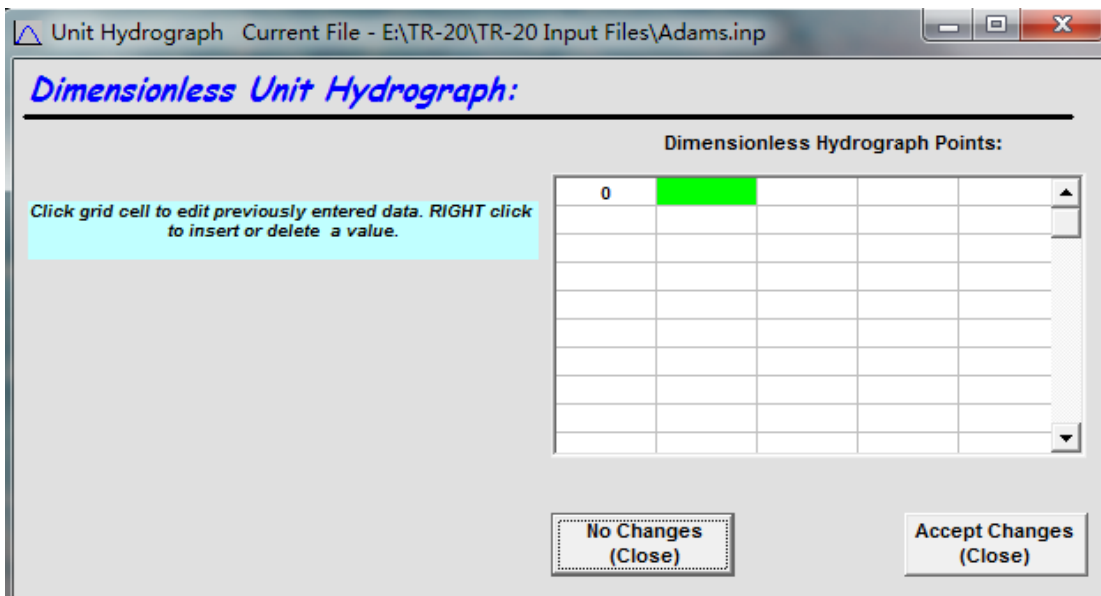 Unit Hydrograph   Current File - E:\TR-20\TR-20 Input Files\Adams.inp
Dimensionless Unit Hydrograph:
Dimensionless Hydrograph Points:
0
Click grid cell to edit previously entered data. RIGHT click
to insert or delete  a value.
No Changes
(Close)
Accept Changes
(Close)